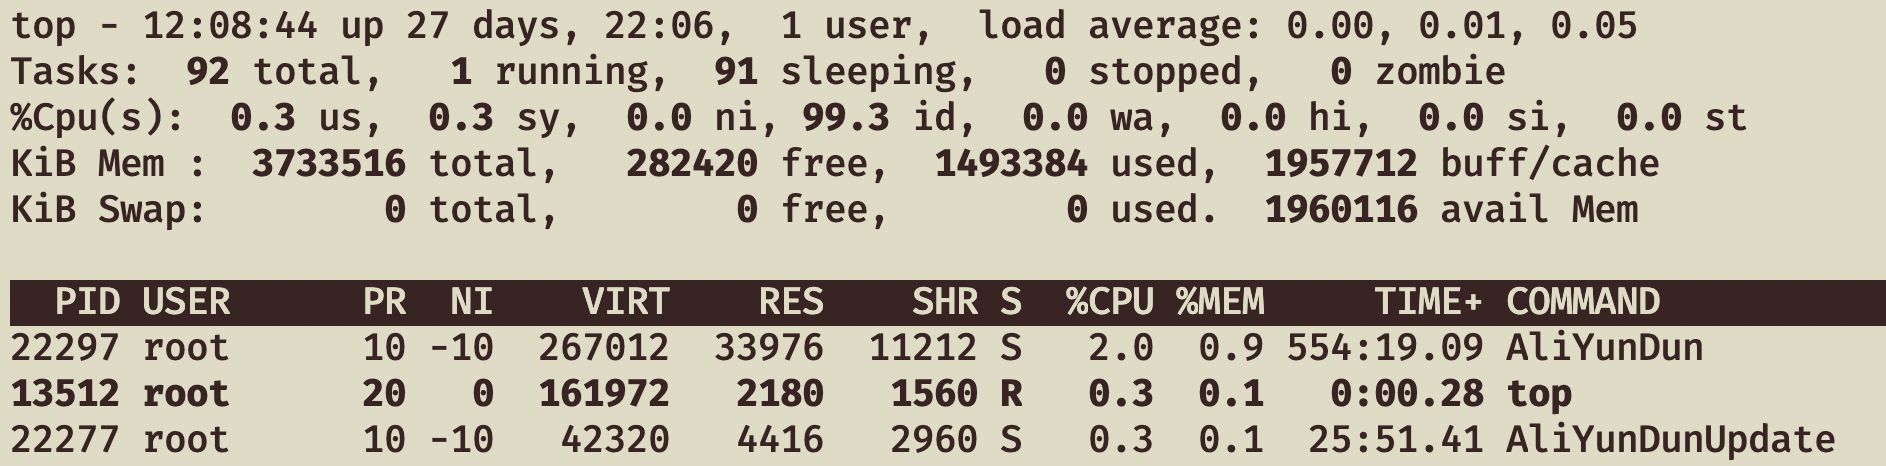 top - 12:08:44 up 27 days, 22:06,  1 user,  load average: 0.00, 0.01, 0.05
Tasks:  92 total,   1 running,  91 sleeping,   0 stopped,   0 zombie
%Cpu(s):  0.3 us,  0.3 sy,  0.0 ni, 99.3 id,  0.0 wa,  0.0 hi,  0.0 si,  0.0 st
KiB Mem :  3733516 total,   282420 free,  1493384 used,  1957712 buff/cache
KiB Swap:        0 total,        0 free,        0 used.  1960116 avail Mem
  PID USER      PR  NI    VIRT    RES    SHR S  %CPU %MEM     TIME+ COMMAND
22297 root      10 -10  267012  33976  11212 S   2.0  0.9 554:19.09 AliYunDun
13512 root      20   0  161972   2180   1560 R   0.3  0.1   0:00.28 top
22277 root      10 -10   42320   4416   2960 S   0.3  0.1  25:51.41 AliYunDunUpdate